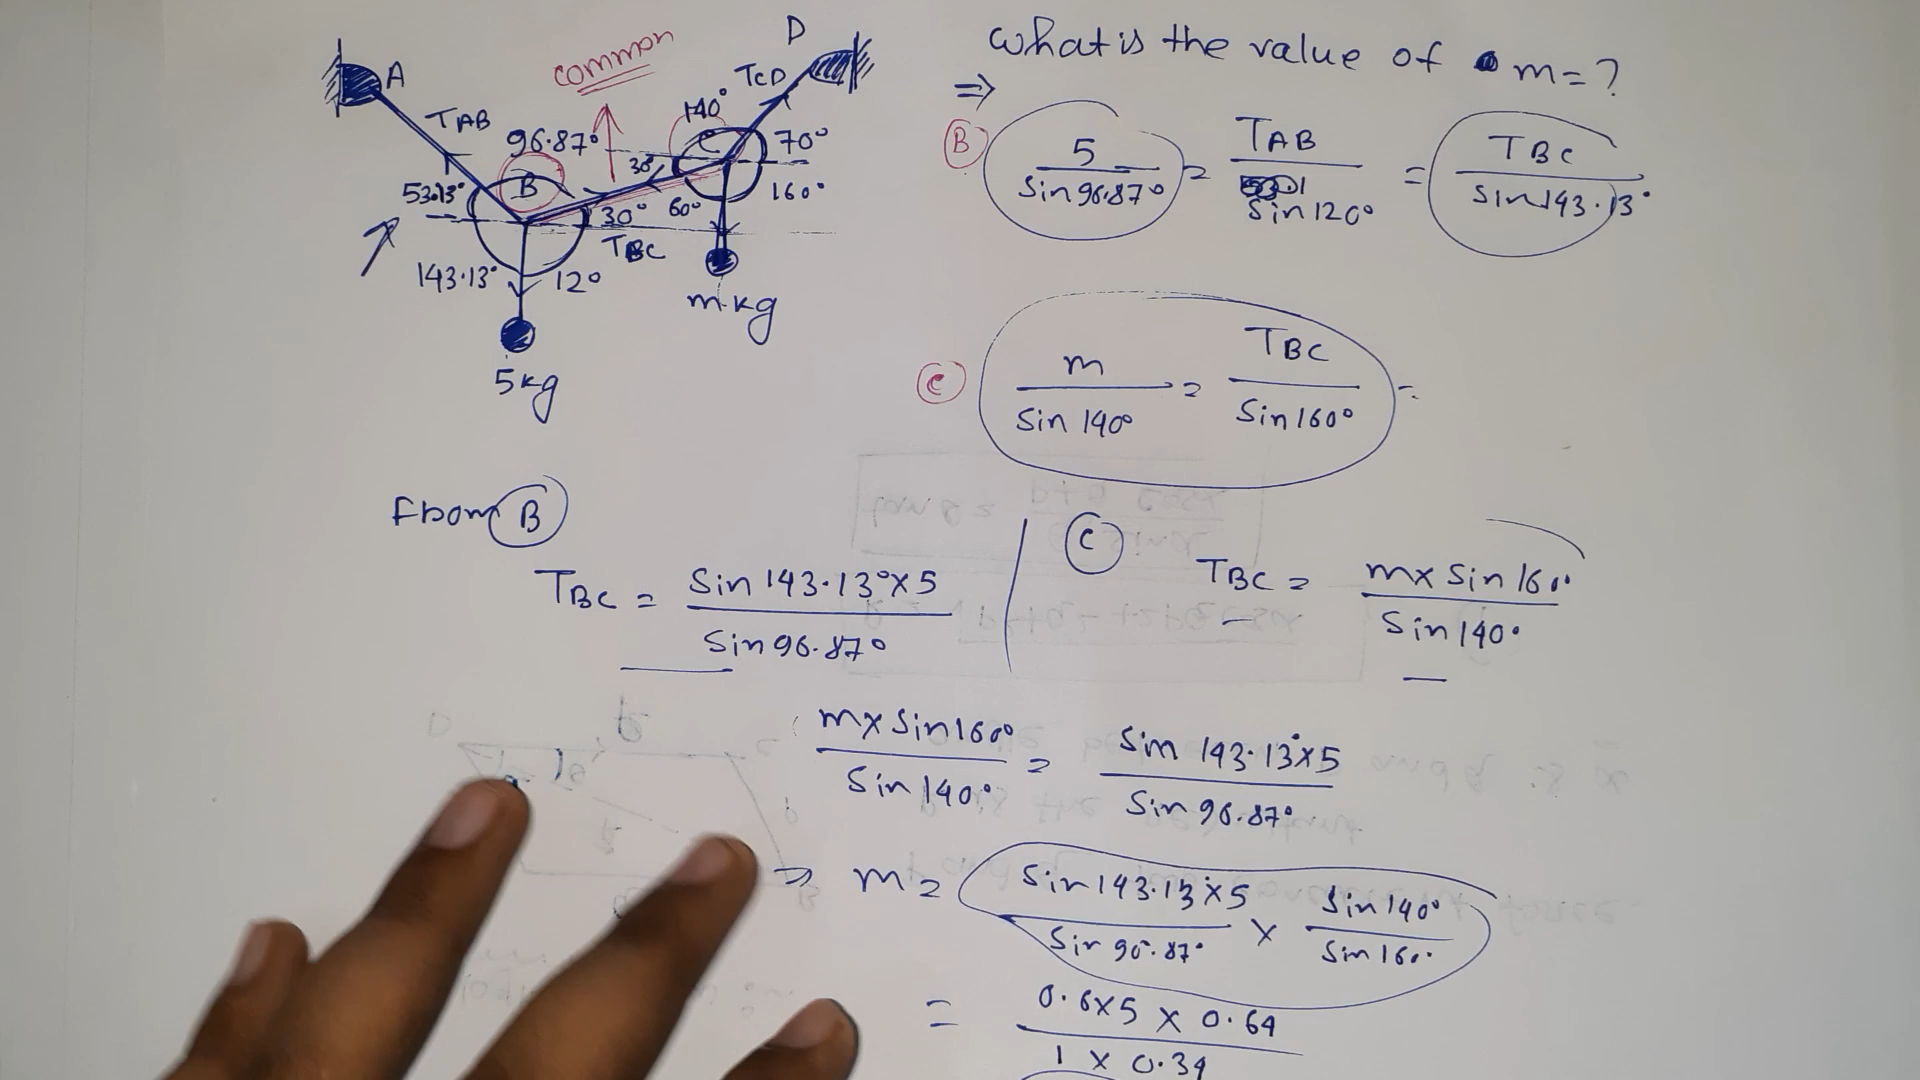 What is the value of m=?
A
D
common
TAB
TCD
140°
96.87°
C
70°
30°
B
53.13°
160°
30°
60°
TBC
143.13°
120
m.kg
5kg
⇒
B
5 / Sin 96.87° = TAB / Sin 120° = TBC / Sin 143.13°
C
m / Sin 140° = TBC / Sin 160° =
From B
TBC = Sin 143.13° x 5 / Sin 96.87°
C
TBC = m x Sin 160° / Sin 140°
m x Sin 160° / Sin 140° = Sin 143.13° x 5 / Sin 96.87°
⇒ m = Sin 143.13 x 5 / Sin 96.87° x Sin 140° / Sin 160°
= 0.6 x 5 x 0.64 / 1 x 0.34